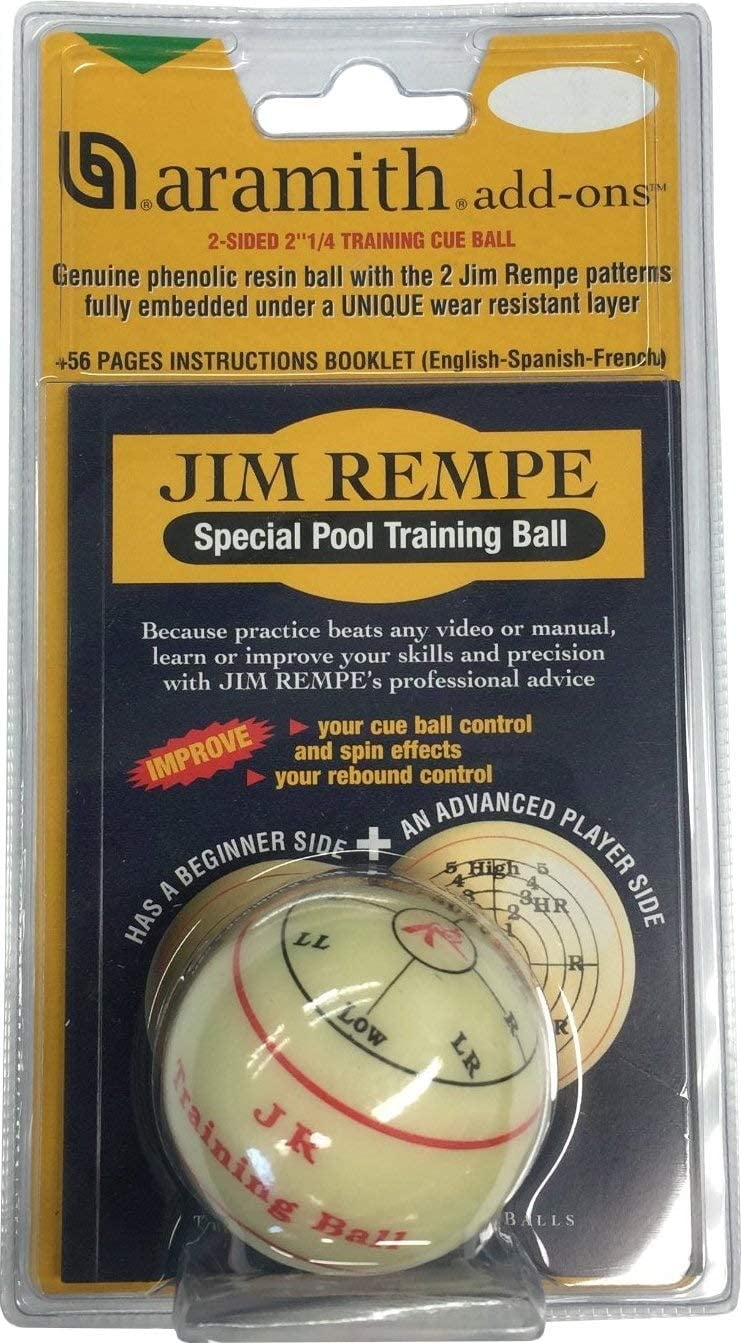 aramith® add-ons™
2-SIDED 2"1/4 TRAINING CUE BALL
Genuine phenolic resin ball with the 2 Jim Rempe patterns
fully embedded under a UNIQUE wear resistant layer
+56 PAGES INSTRUCTIONS BOOKLET (English-Spanish-French)
JIM REMPE
Special Pool Training Ball
Because practice beats any video or manual,
learn or improve your skills and precision
with JIM REMPE's professional advice
IMPROVE
▶ your cue ball control
and spin effects
▶ your rebound control
HAS A BEGINNER SIDE + AN ADVANCED PLAYER SIDE
5 High 5
4 4
3 3 HR
2
1
R
R
LL
LOW
LR
R
JR
Training Ball
BALLS